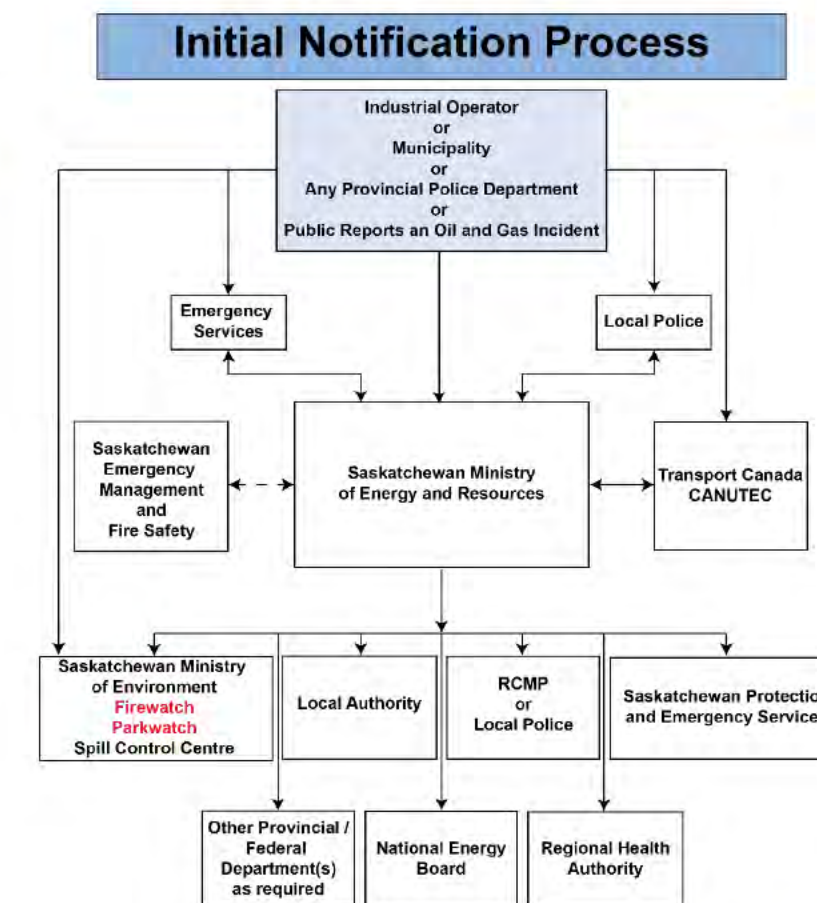 Initial Notification Process
Industrial Operator
or
Municipality
or
Any Provincial Police Department
or
Public Reports an Oil and Gas Incident
Emergency
Services
Local Police
Saskatchewan
Emergency
Management
and
Fire Safety
Saskatchewan Ministry
of Energy and Resources
Transport Canada
CANUTEC
Saskatchewan Ministry
of Environment
Firewatch
Parkwatch
Spill Control Centre
Local Authority
RCMP
or
Local Police
Saskatchewan Protectio
and Emergency Service
Other Provincial /
Federal
Department(s)
as required
National Energy
Board
Regional Health
Authority